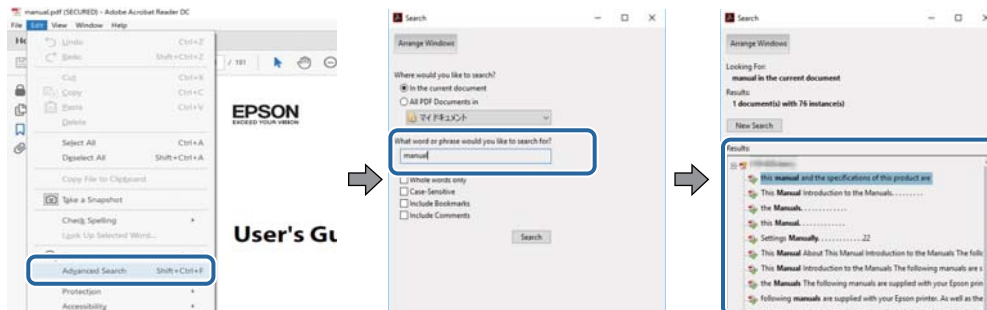 manual.pdf (SECURED) - Adobe Acrobat Reader DC
File Edit View Window Help
Undo Ctrl+Z
Shift+Ctrl+Z
Cut Ctrl+X
Copy Ctrl+C
Paste Ctrl+V
Delete
Select All Ctrl+A
Deselect All Shift+Ctrl+A
Copy File to Clipboard
Take a Snapshot
Check Spelling
Look Up Selected Word...
Advanced Search Shift+Ctrl+F
Protection
Accessibility
/ 191
EPSON
EXCEED YOUR VISION
User's Gu
Search
Arrange Windows
Where would you like to search?
In the current document
All PDF Documents in
マイ ドキュメント
What word or phrase would you like to search for?
manual
Whole words only
Case-Sensitive
Include Bookmarks
Include Comments
Search
Search
Arrange Windows
Looking For:
manual in the current document
Results:
1 document(s) with 76 instance(s)
New Search
Results:
this manual and the specifications of this product are
This Manual Introduction to the Manuals.........
the Manuals............
this Manual............
Settings Manually............22
This Manual About This Manual Introduction to the Manuals The follo
This Manual Introduction to the Manuals The following manuals are s
the Manuals The following manuals are supplied with your Epson prin
following manuals are supplied with your Epson printer. As well as the